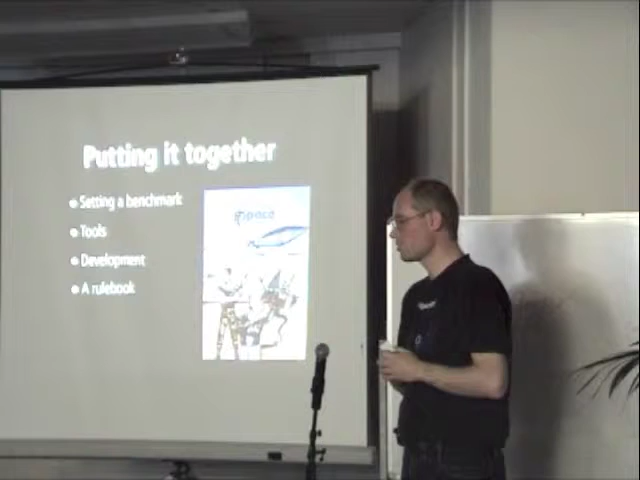 Putting it together
Setting a benchmark
Tools
Development
A rulebook